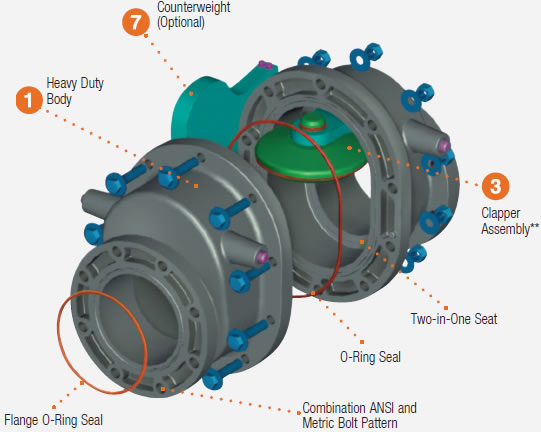 7
Counterweight
(Optional)
1
Heavy Duty
Body
3
Clapper
Assembly**
Two-in-One Seat
O-Ring Seal
Combination ANSI and
Metric Bolt Pattern
Flange O-Ring Seal